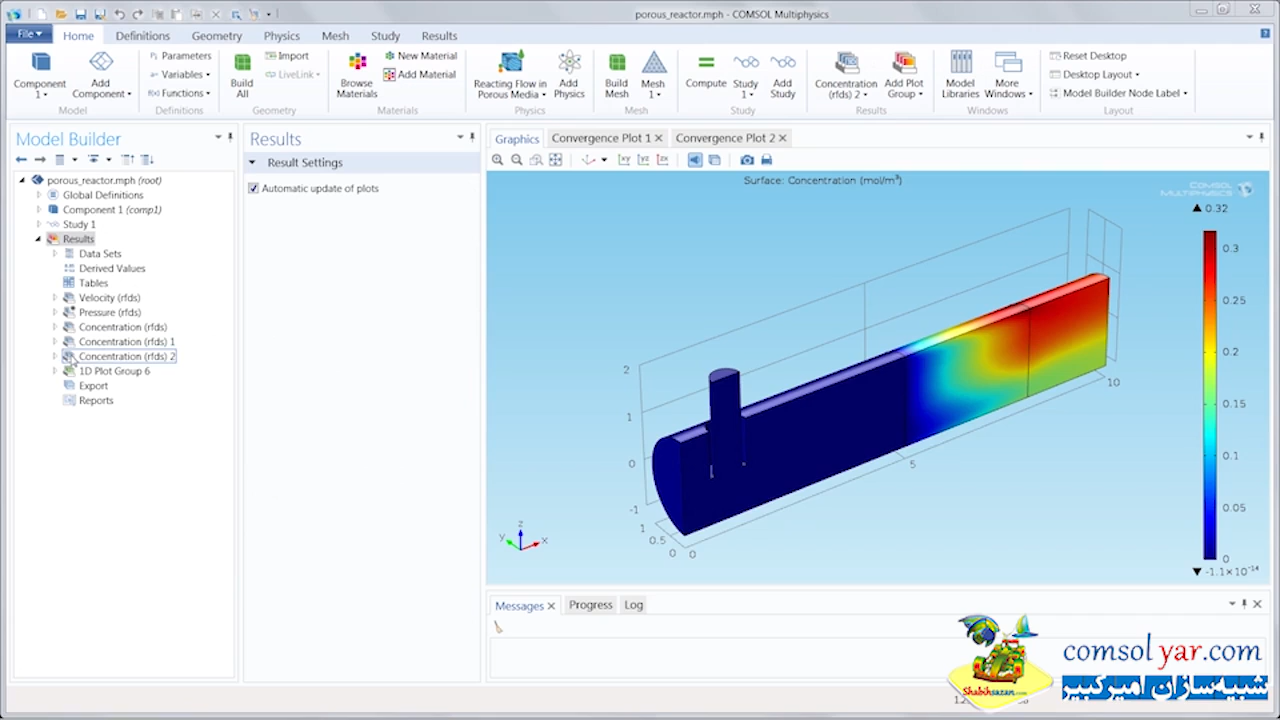 porous_reactor.mph - COMSOL Multiphysics
File
Home
Definitions
Geometry
Physics
Mesh
Study
Results
Component 1
Add Component
Model
Parameters
Variables
Functions
Definitions
Build All
Import
LiveLink
Geometry
Browse Materials
New Material
Add Material
Materials
Reacting Flow in Porous Media
Add Physics
Physics
Build Mesh
Mesh 1
Mesh
Compute
Study 1
Add Study
Study
Concentration (rfds) 2
Add Plot Group
Results
Model Libraries
More Windows
Windows
Reset Desktop
Desktop Layout
Model Builder Node Label
Layout
Model Builder
porous_reactor.mph (root)
Global Definitions
Component 1 (comp1)
Study 1
Results
Data Sets
Derived Values
Tables
Velocity (rfds)
Pressure (rfds)
Concentration (rfds)
Concentration (rfds) 1
Concentration (rfds) 2
1D Plot Group 6
Export
Reports
Results
Result Settings
Automatic update of plots
Graphics
Convergence Plot 1
Convergence Plot 2
Surface: Concentration (mol/m³)
COMSOL
MULTIPHYSICS
▲ 0.32
0.3
0.25
0.2
0.15
0.1
0.05
0
▼ -1.1×10⁻¹⁴
2
1
0
-1
1
0.5
0
0
5
10
z
y
x
Messages
Progress
Log
comsolyar.com
شبیه‌سازان امیرکبیر
Shabihsazan.com